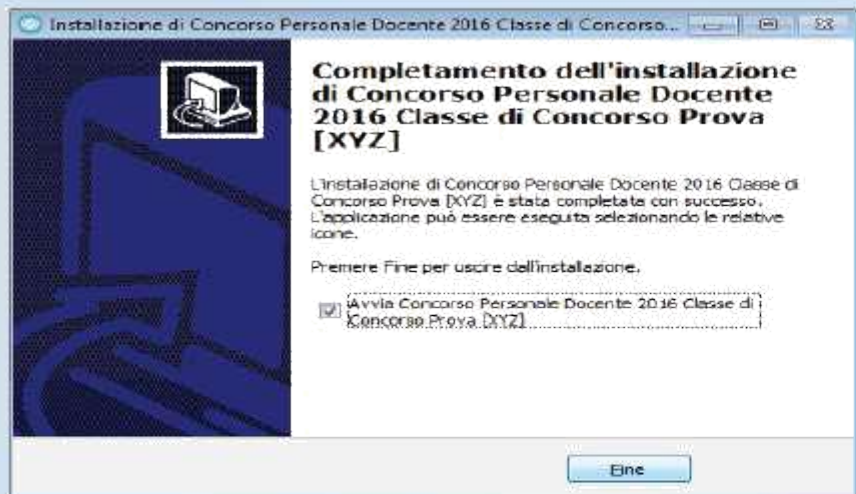 Installazione di Concorso Personale Docente 2016 Classe di Concorso...
Completamento dell'installazione
di Concorso Personale Docente
2016 Classe di Concorso Prova
[XYZ]
L'installazione di Concorso Personale Docente 2016 Classe di
Concorso Prova [XYZ] è stata completata con successo.
L'applicazione può essere eseguita selezionando le relative
icone.
Premere Fine per uscire dall'installazione.
Avvia Concorso Personale Docente 2016 Classe di
Concorso Prova [XYZ]
Fine